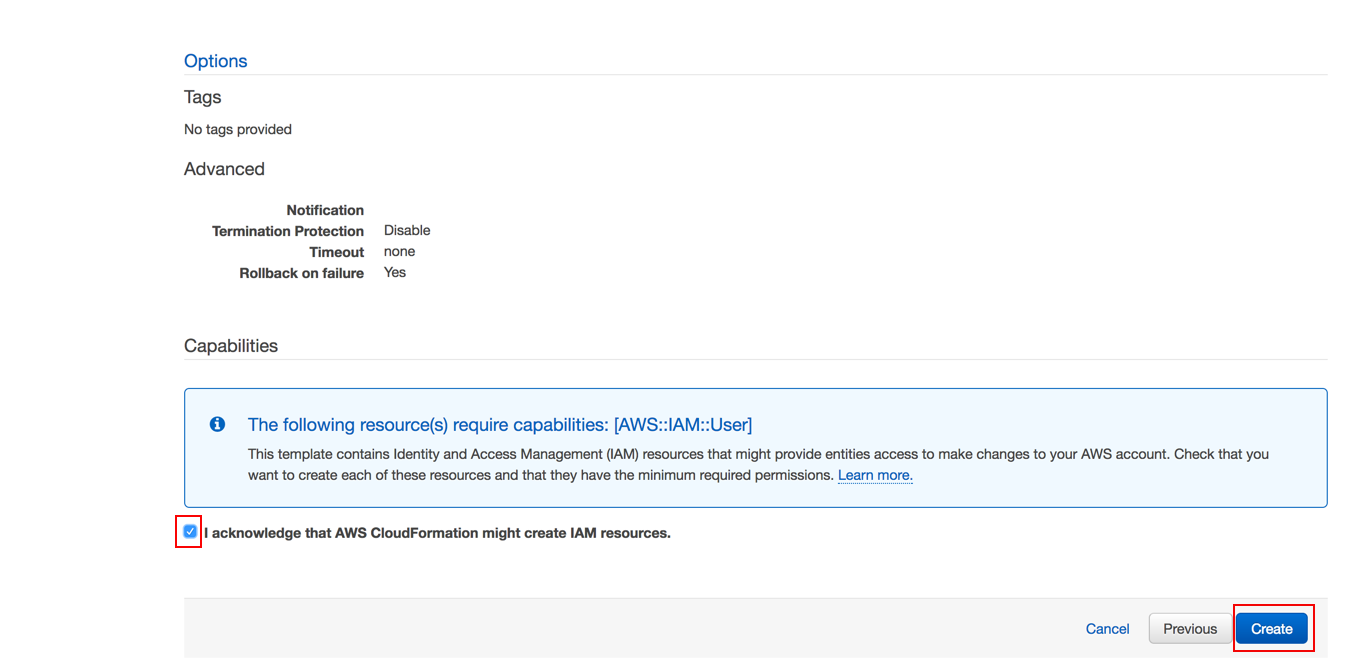 Options
Tags
No tags provided
Advanced
Notification
Termination Protection Disable
Timeout none
Rollback on failure Yes
Capabilities
The following resource(s) require capabilities: [AWS::IAM::User]
This template contains Identity and Access Management (IAM) resources that might provide entities access to make changes to your AWS account. Check that you
want to create each of these resources and that they have the minimum required permissions. Learn more.
I acknowledge that AWS CloudFormation might create IAM resources.
Cancel Previous Create